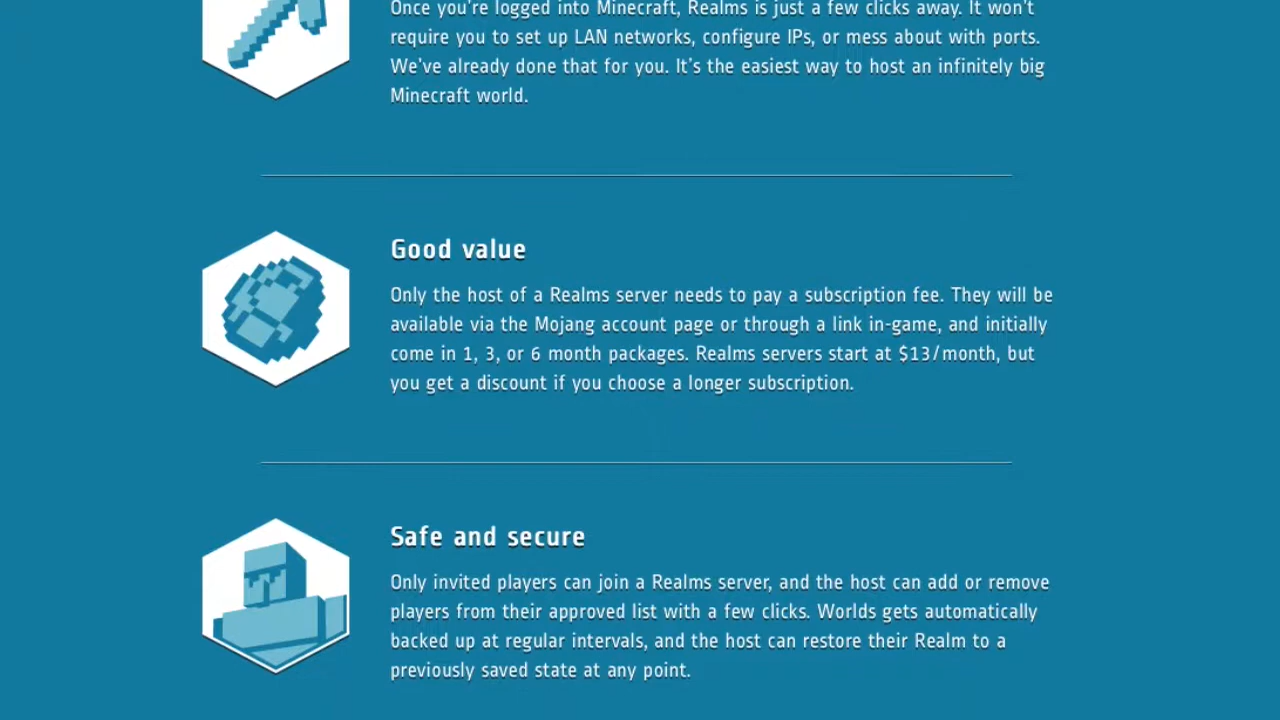 Once you're logged into Minecraft, Realms is just a few clicks away. It won't
require you to set up LAN networks, configure IPs, or mess about with ports.
We've already done that for you. It's the easiest way to host an infinitely big
Minecraft world.
Good value
Only the host of a Realms server needs to pay a subscription fee. They will be
available via the Mojang account page or through a link in-game, and initially
come in 1, 3, or 6 month packages. Realms servers start at $13/month, but
you get a discount if you choose a longer subscription.
Safe and secure
Only invited players can join a Realms server, and the host can add or remove
players from their approved list with a few clicks. Worlds gets automatically
backed up at regular intervals, and the host can restore their Realm to a
previously saved state at any point.